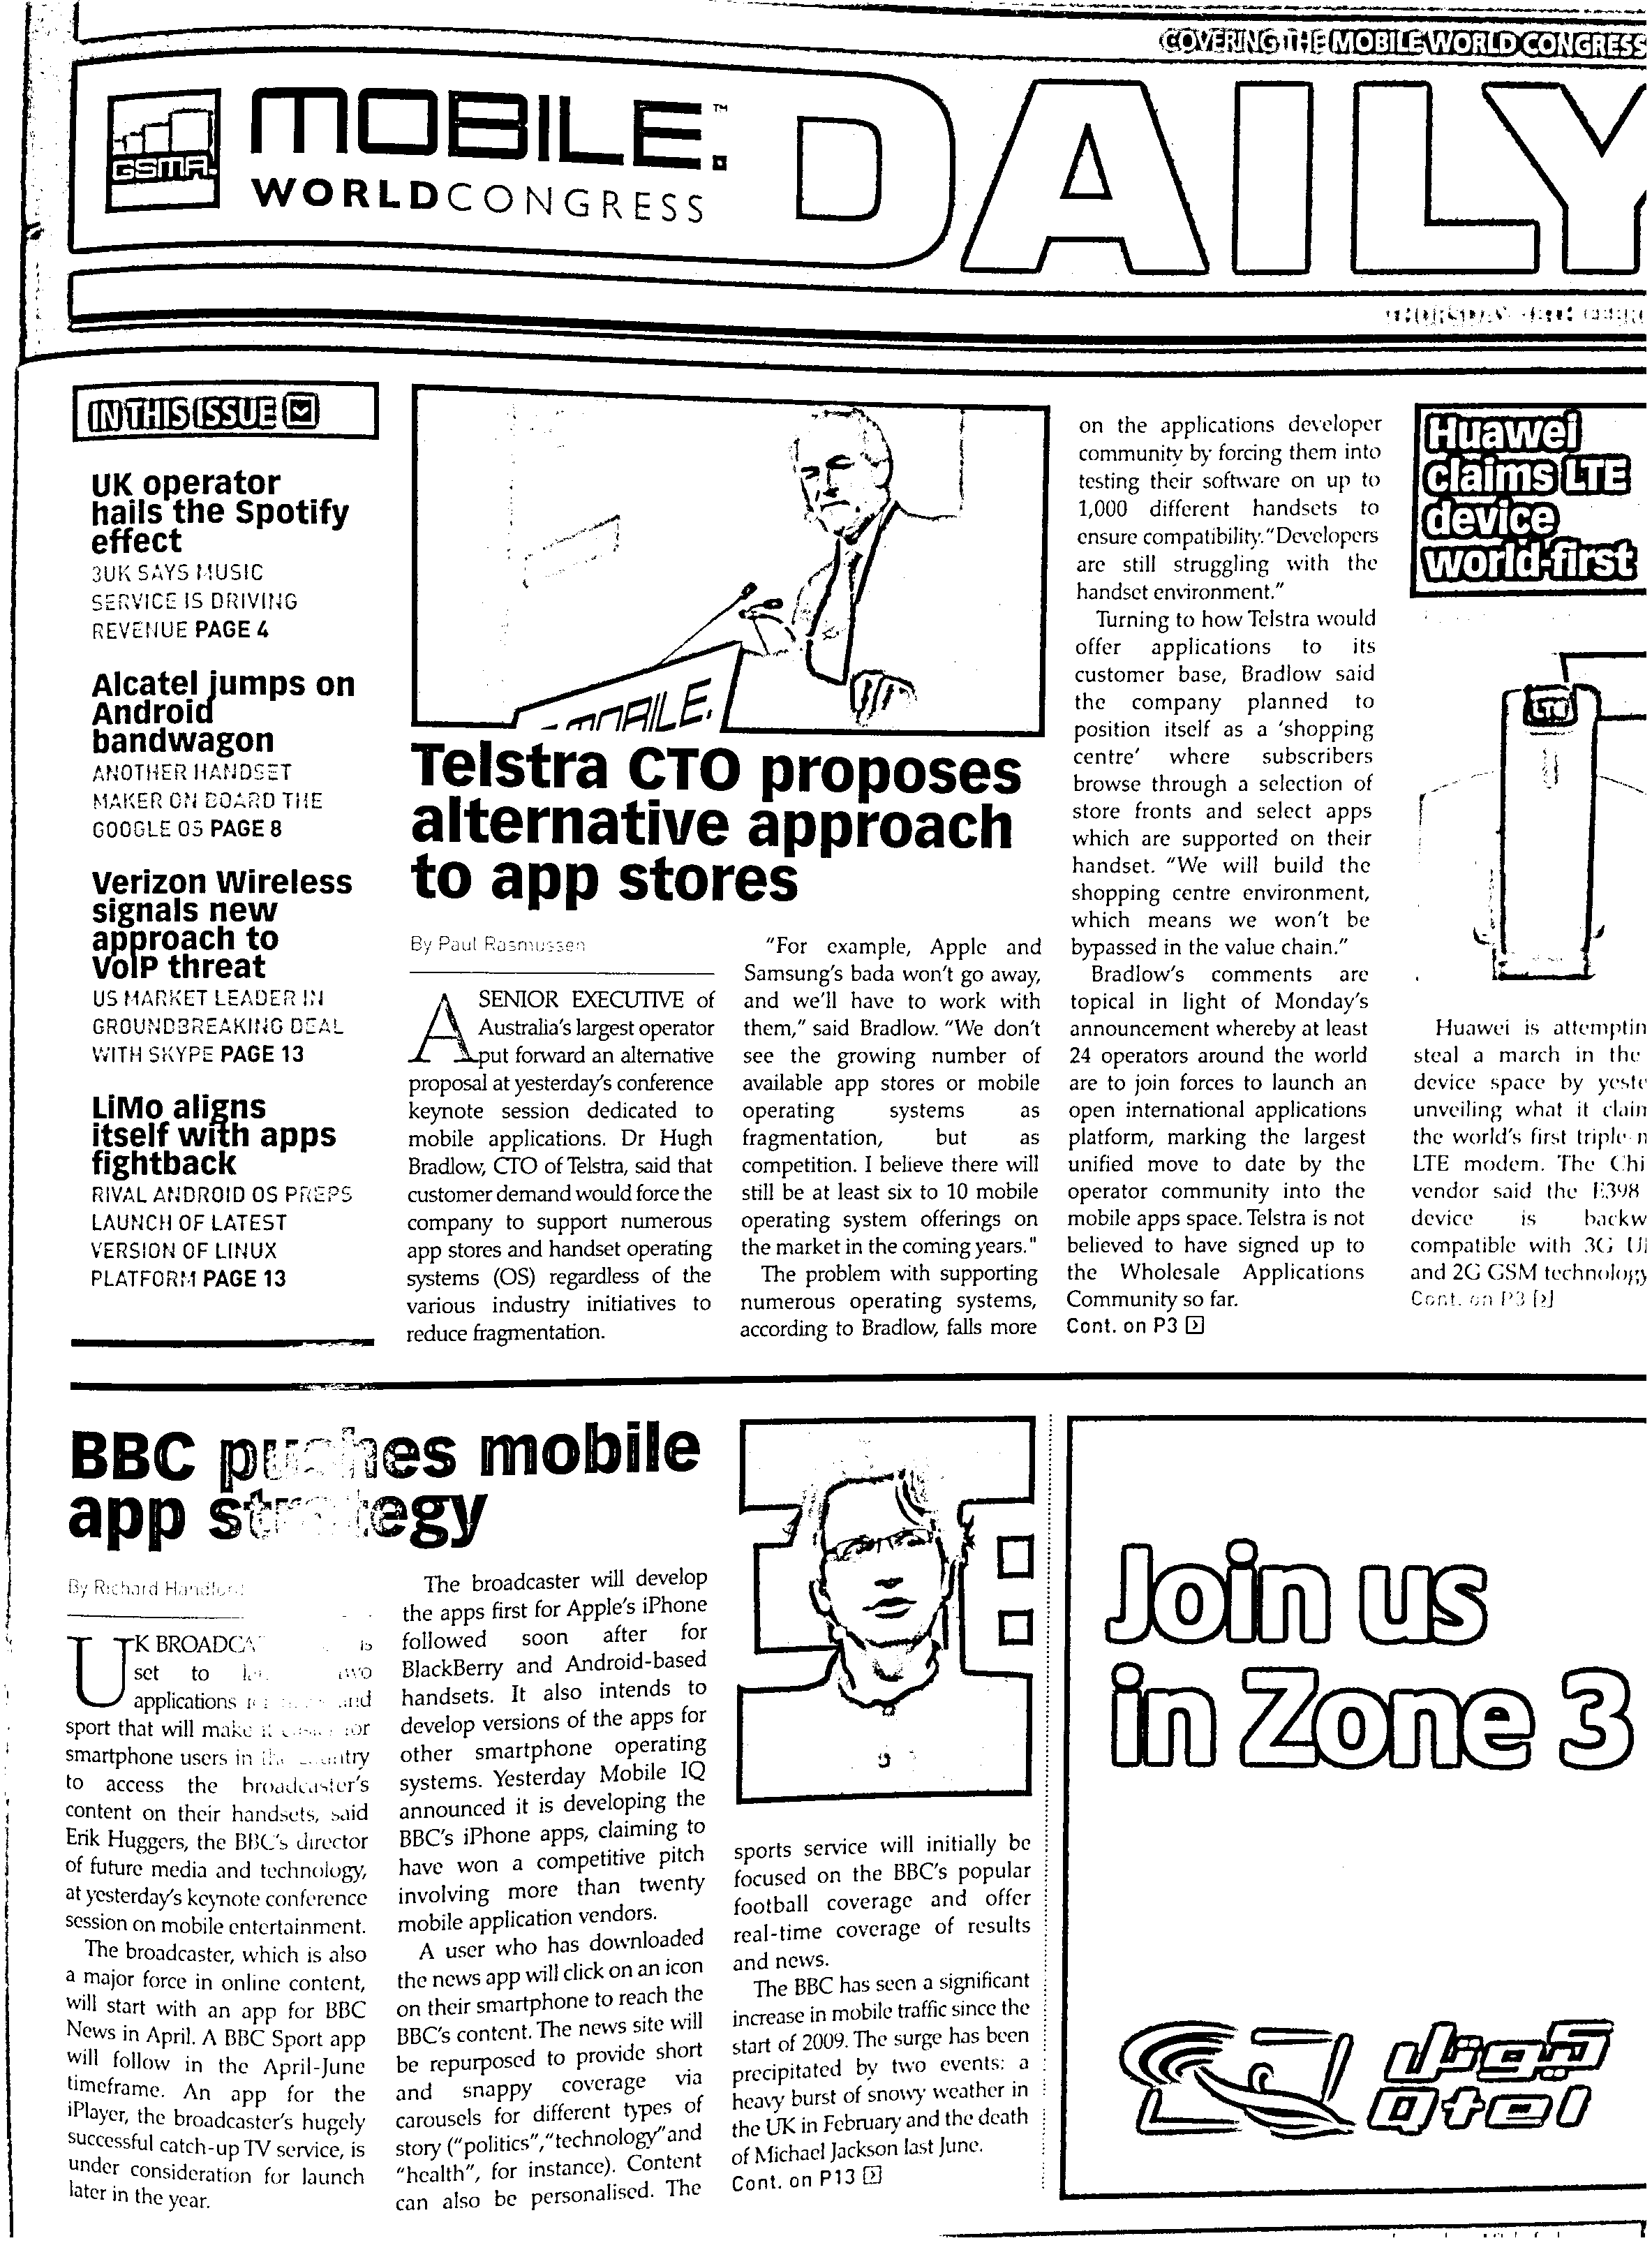 COVERING THE MOBILE WORLD CONGRESS
GSMA
MOBILE.™
WORLDCONGRESS
DAILY
THURSDAY
IN THIS ISSUE
UK operator
hails the Spotify
effect
3UK SAYS MUSIC
SERVICE IS DRIVING
REVENUE PAGE 4
Alcatel jumps on
Android
bandwagon
ANOTHER HANDSET
MAKER ON BOARD THE
GOOGLE OS PAGE 8
Verizon Wireless
signals new
approach to
VoIP threat
US MARKET LEADER IN
GROUNDBREAKING DEAL
WITH SKYPE PAGE 13
LiMo aligns
itself with apps
fightback
RIVAL ANDROID OS PREPS
LAUNCH OF LATEST
VERSION OF LINUX
PLATFORM PAGE 13
MOBILE.
Telstra CTO proposes
alternative approach
to app stores
By Paul Rasmussen
A SENIOR EXECUTIVE of
Australia's largest operator
put forward an alternative
proposal at yesterday's conference
keynote session dedicated to
mobile applications. Dr Hugh
Bradlow, CTO of Telstra, said that
customer demand would force the
company to support numerous
app stores and handset operating
systems (OS) regardless of the
various industry initiatives to
reduce fragmentation.
"For example, Apple and
Samsung's bada won't go away,
and we'll have to work with
them," said Bradlow. "We don't
see the growing number of
available app stores or mobile
operating systems as
fragmentation, but as
competition. I believe there will
still be at least six to 10 mobile
operating system offerings on
the market in the coming years."
The problem with supporting
numerous operating systems,
according to Bradlow, falls more
on the applications developer
community by forcing them into
testing their software on up to
1,000 different handsets to
ensure compatibility. "Developers
are still struggling with the
handset environment."
Turning to how Telstra would
offer applications to its
customer base, Bradlow said
the company planned to
position itself as a 'shopping
centre' where subscribers
browse through a selection of
store fronts and select apps
which are supported on their
handset. "We will build the
shopping centre environment,
which means we won't be
bypassed in the value chain."
Bradlow's comments are
topical in light of Monday's
announcement whereby at least
24 operators around the world
are to join forces to launch an
open international applications
platform, marking the largest
unified move to date by the
operator community into the
mobile apps space. Telstra is not
believed to have signed up to
the Wholesale Applications
Community so far.
Cont. on P3
Huawei
claims LTE
device
world-first
LTE
Huawei is attemptin
steal a march in the
device space by yeste
unveiling what it claim
the world's first triple-m
LTE modem. The Chi
vendor said the E398
device is backw
compatible with 3G U
and 2G GSM technology
Cont. on P3
BBC pushes mobile
app strategy
By Richard Handford
UK BROADCA is
set to two
applications and
sport that will make it easier for
smartphone users in the country
to access the broadcaster's
content on their handsets, said
Erik Huggers, the BBC's director
of future media and technology,
at yesterday's keynote conference
session on mobile entertainment.
The broadcaster, which is also
a major force in online content,
will start with an app for BBC
News in April. A BBC Sport app
will follow in the April-June
timeframe. An app for the
iPlayer, the broadcaster's hugely
successful catch-up TV service, is
under consideration for launch
later in the year.
The broadcaster will develop
the apps first for Apple's iPhone
followed soon after for
BlackBerry and Android-based
handsets. It also intends to
develop versions of the apps for
other smartphone operating
systems. Yesterday Mobile IQ
announced it is developing the
BBC's iPhone apps, claiming to
have won a competitive pitch
involving more than twenty
mobile application vendors.
A user who has downloaded
the news app will click on an icon
on their smartphone to reach the
BBC's content. The news site will
be repurposed to provide short
and snappy coverage via
carousels for different types of
story ("politics", "technology" and
"health", for instance). Content
can also be personalised. The
sports service will initially be
focused on the BBC's popular
football coverage and offer
real-time coverage of results
and news.
The BBC has seen a significant
increase in mobile traffic since the
start of 2009. The surge has been
precipitated by two events: a
heavy burst of snowy weather in
the UK in February and the death
of Michael Jackson last June.
Cont. on P13
Join us
in Zone 3
كيوتل
Qtel